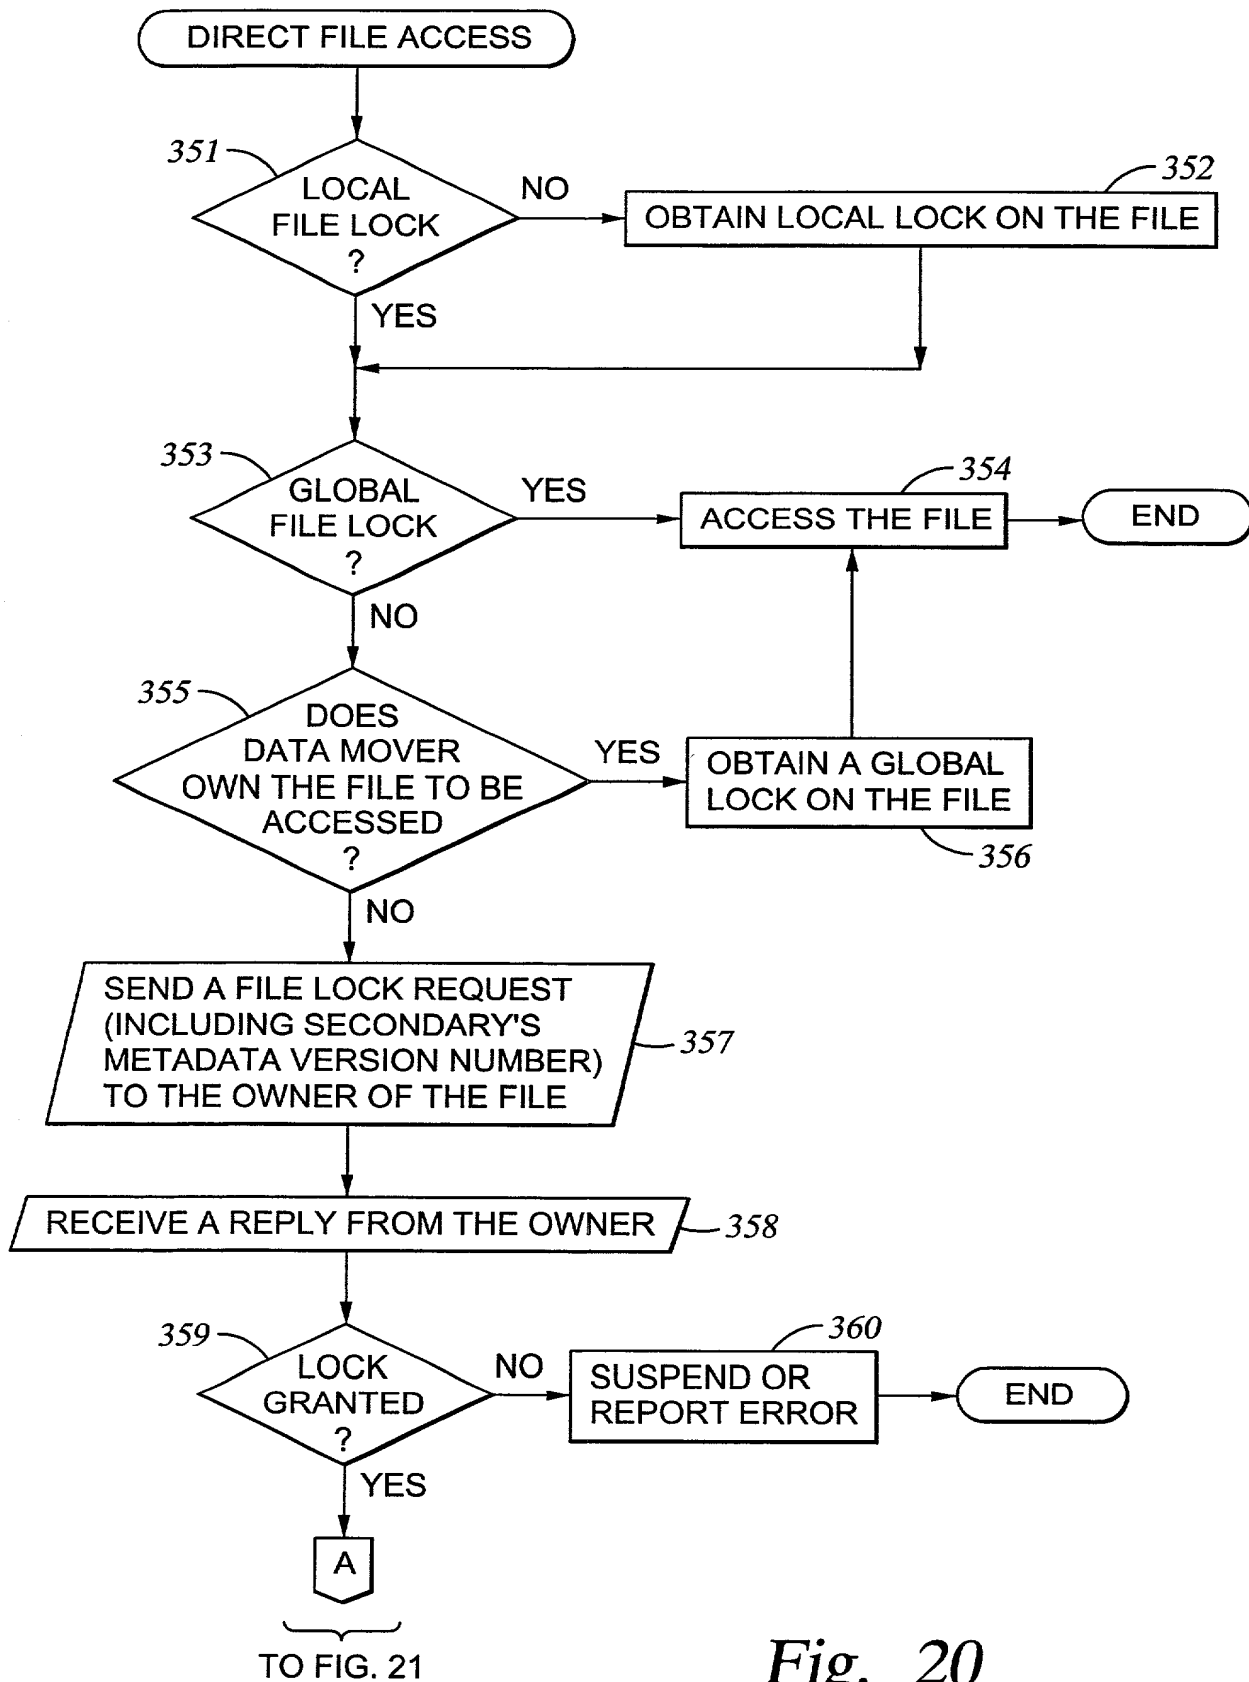 DIRECT FILE ACCESS
351
LOCAL
FILE LOCK
?
NO
352
OBTAIN LOCAL LOCK ON THE FILE
YES
353
GLOBAL
FILE LOCK
?
YES
354
ACCESS THE FILE
END
NO
355
DOES
DATA MOVER
OWN THE FILE TO BE
ACCESSED
?
YES
OBTAIN A GLOBAL
LOCK ON THE FILE
356
NO
SEND A FILE LOCK REQUEST
(INCLUDING SECONDARY'S
METADATA VERSION NUMBER)
TO THE OWNER OF THE FILE
357
RECEIVE A REPLY FROM THE OWNER
358
359
LOCK
GRANTED
?
NO
360
SUSPEND OR
REPORT ERROR
END
YES
A
TO FIG. 21
Fig. 20